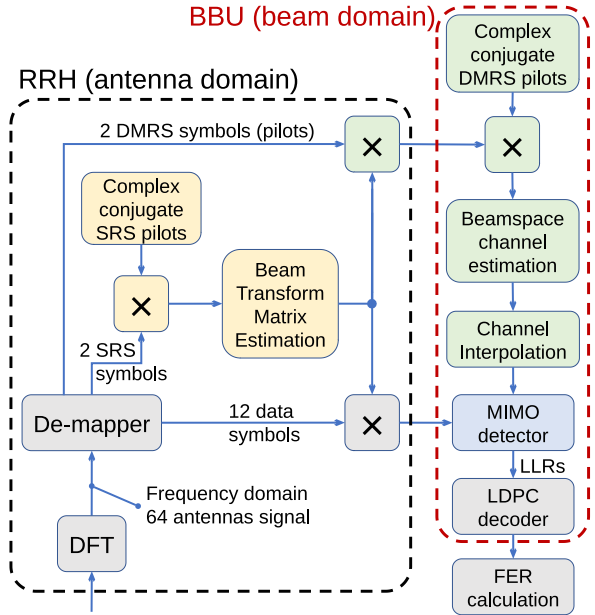 BBU (beam domain)
Complex
conjugate
DMRS pilots
RRH (antenna domain)
2 DMRS symbols (pilots)
×
×
Complex
conjugate
SRS pilots
Beamspace
channel
estimation
Beam
Transform
Matrix
Estimation
×
Channel
Interpolation
2 SRS
symbols
De-mapper
12 data
symbols
×
MIMO
detector
LLRs
Frequency domain
64 antennas signal
LDPC
decoder
DFT
FER
calculation